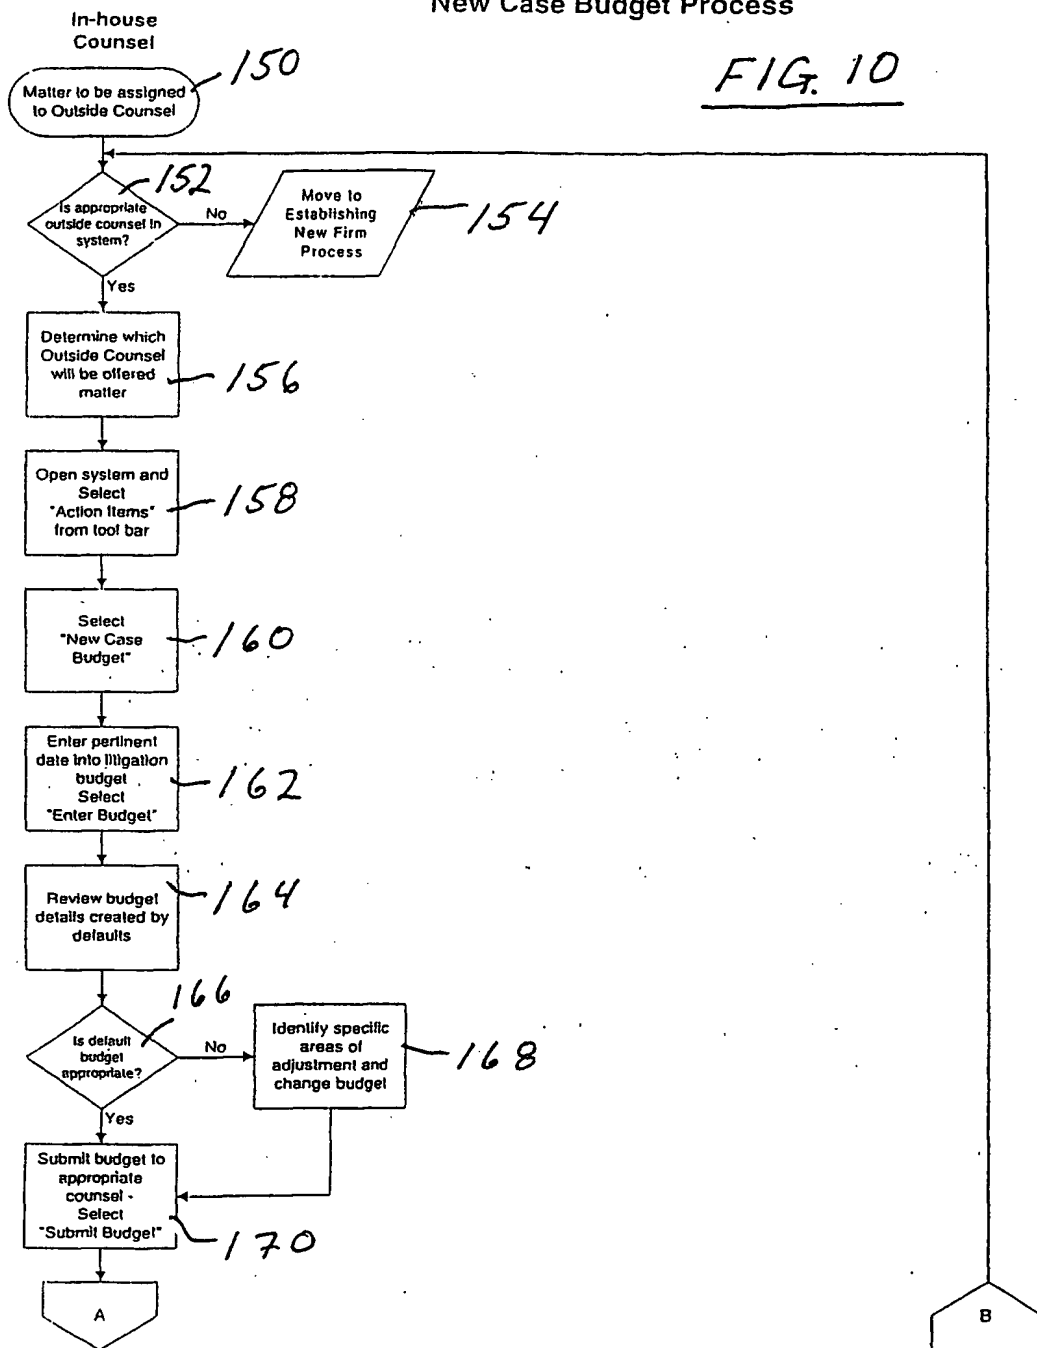 New Case Budget Process
In-house
Counsel
FIG. 10
Matter to be assigned
to Outside Counsel
150
Is appropriate
outside counsel in
system?
152
No
Move to
Establishing
New Firm
Process
154
Yes
Determine which
Outside Counsel
will be offered
matter
156
Open system and
Select
"Action Items"
from tool bar
158
Select
"New Case
Budget"
160
Enter pertinent
date into litigation
budget
Select
"Enter Budget"
162
Review budget
details created by
defaults
164
Is default
budget
appropriate?
166
No
Identify specific
areas of
adjustment and
change budget
168
Yes
Submit budget to
appropriate
counsel -
Select
"Submit Budget"
170
A
B